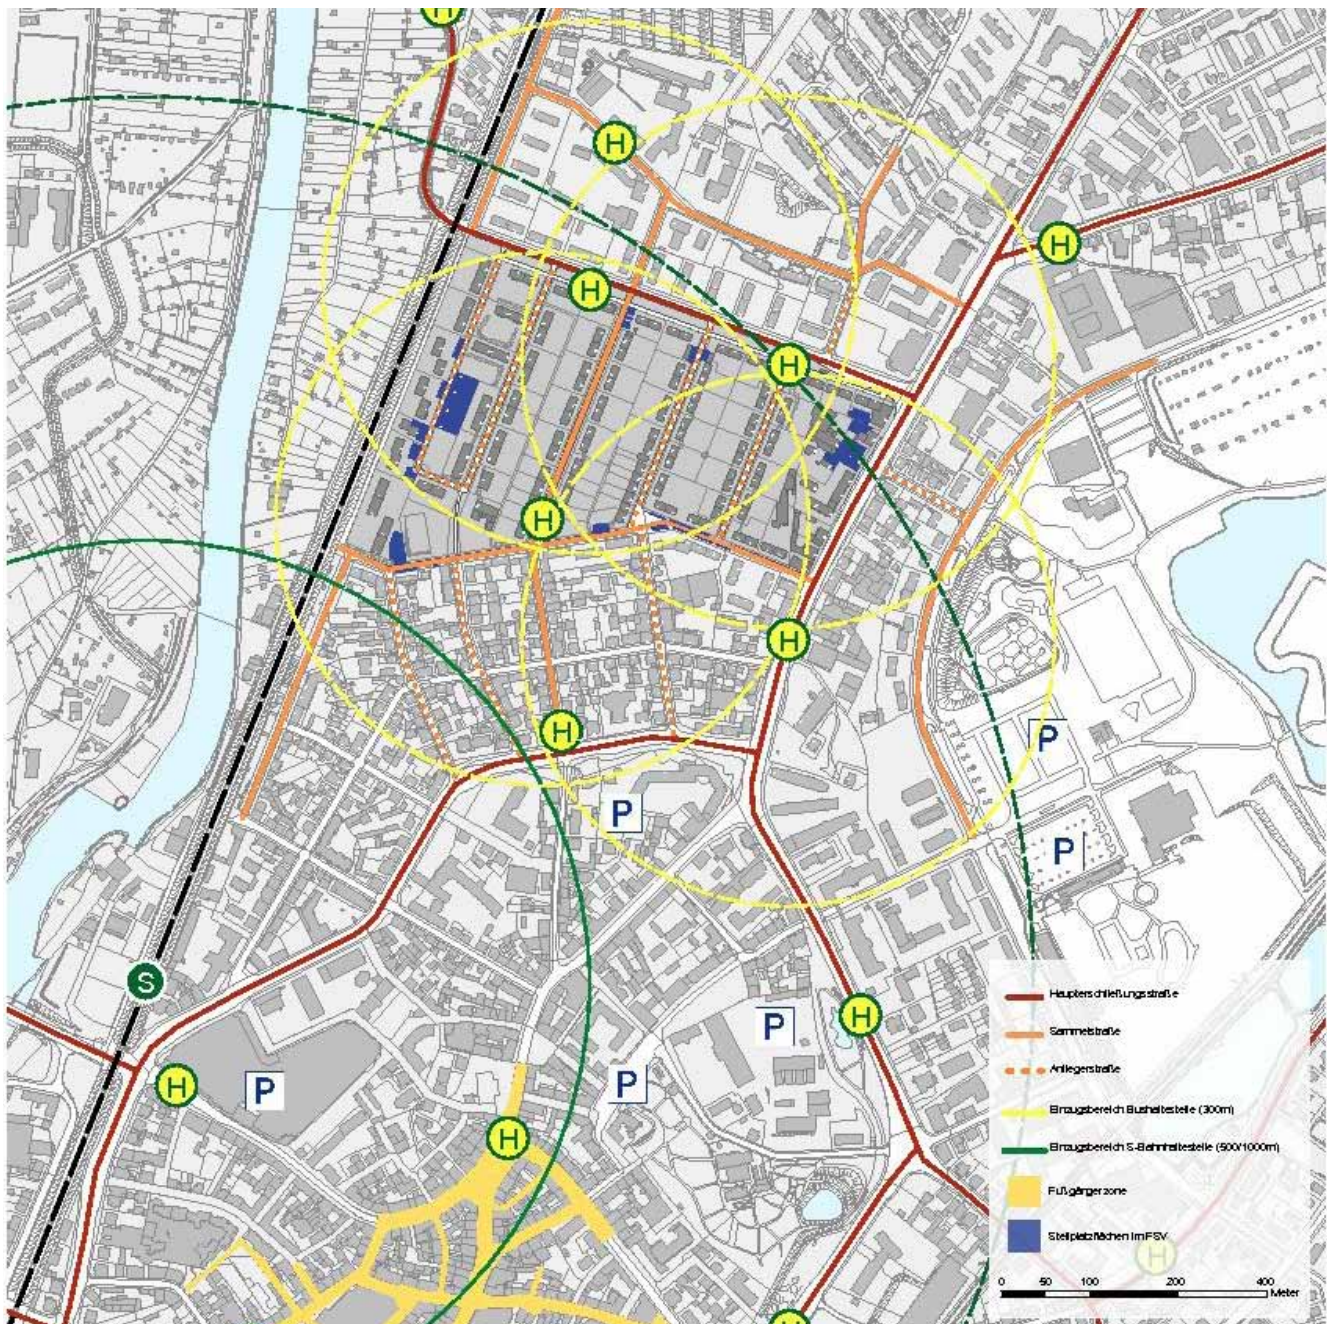 H
H
H
H
H
H
H
H
P
P
P
S
P
H
H
P
P
H
Haupterschließungsstraße
Sammelstraße
Anliegerstraße
Einzugsbereich Bushaltestelle (300m)
Einzugsbereich S-Bahnhaltestelle (500/1000m)
Fußgängerzone
Stellplatzflächen im FSV
H
0 50 100 200 400
Meter
H